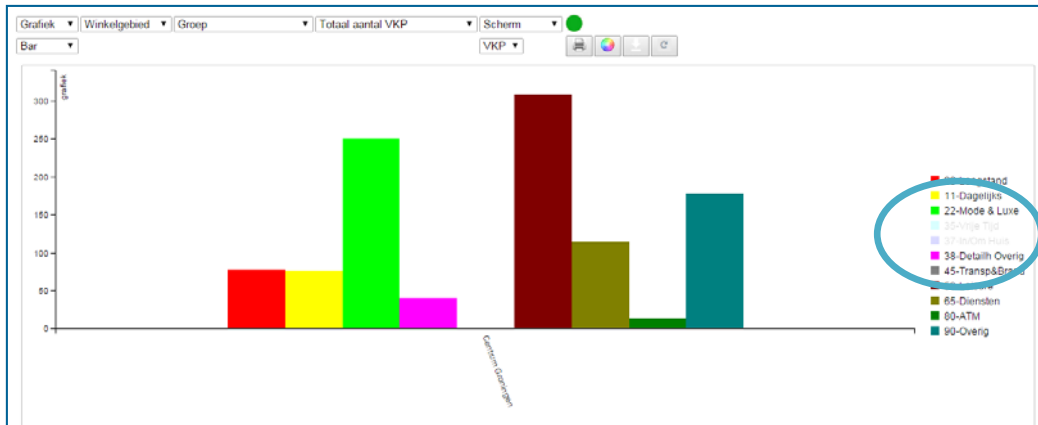 Grafiek Winkelgebied Groep Totaal aantal VKP Scherm
Bar VKP
grafiek
300
250
200
150
100
50
0
Centrum Groningen
11-Dagelijks
22-Mode & Luxe
35-Vrije Tijd
37-In/Om Huis
38-Detailh Overig
45-Transp&Brand
65-Diensten
80-ATM
90-Overig